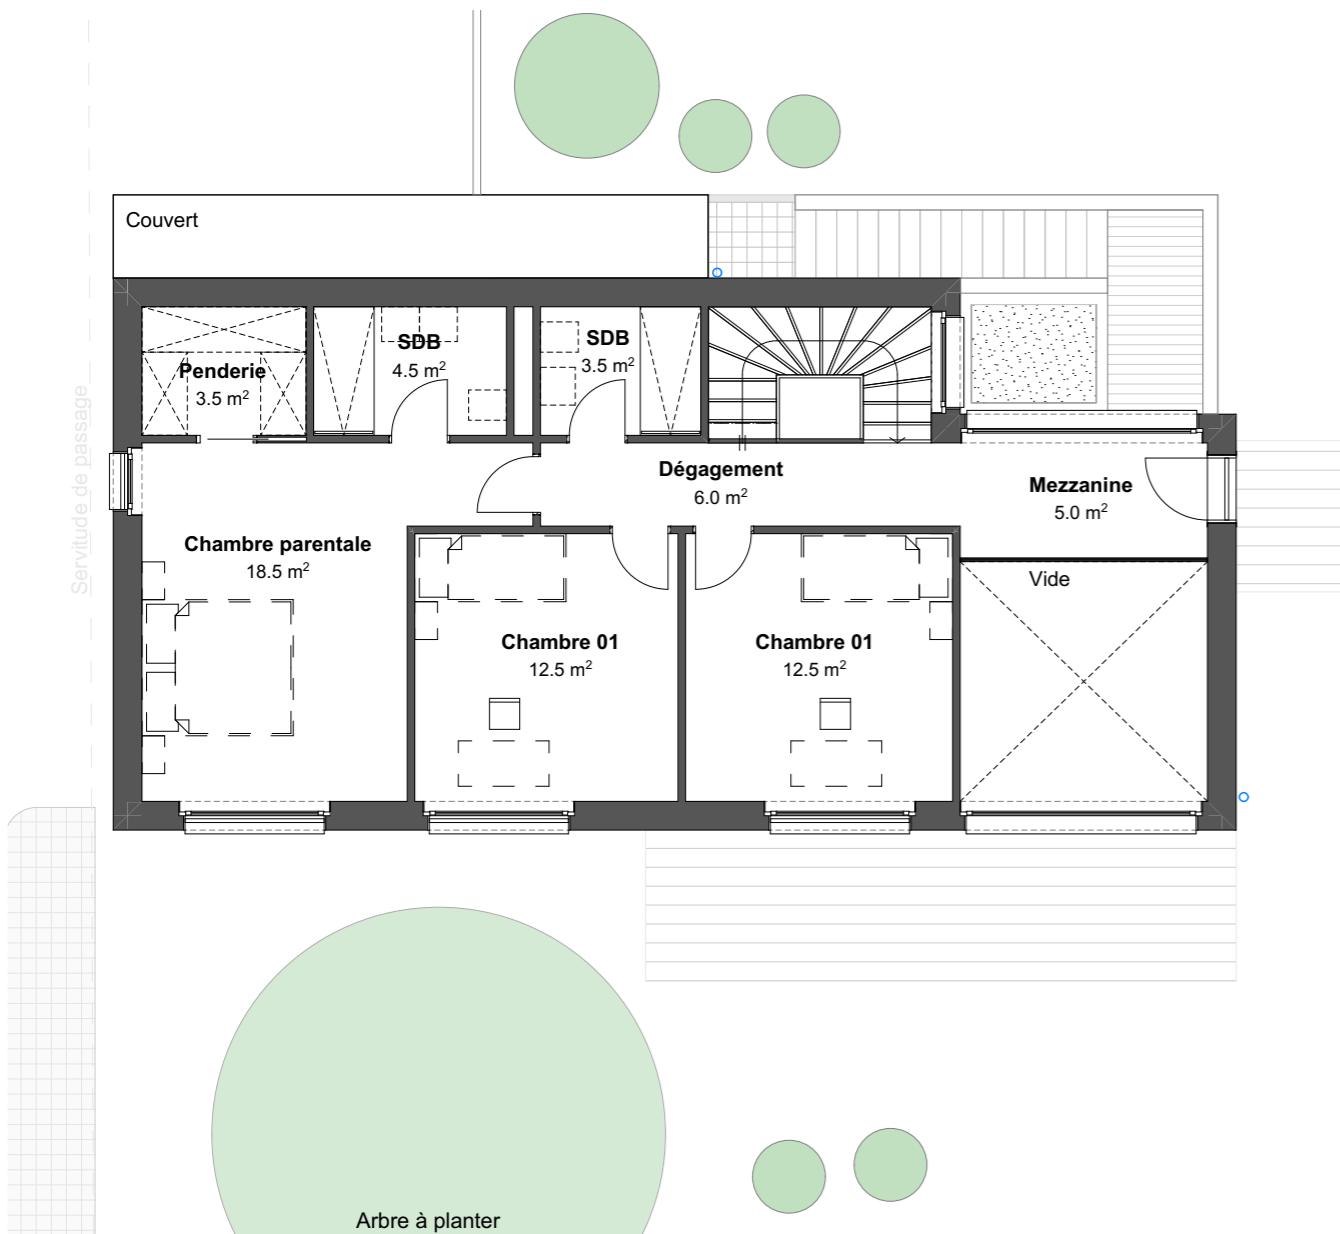 Couvert
SDB
4.5 m²
SDB
3.5 m²
Penderie
3.5 m²
Servitude de passage
Dégagement
6.0 m²
Mezzanine
5.0 m²
Chambre parentale
18.5 m²
Vide
Chambre 01
12.5 m²
Chambre 01
12.5 m²
Arbre à planter